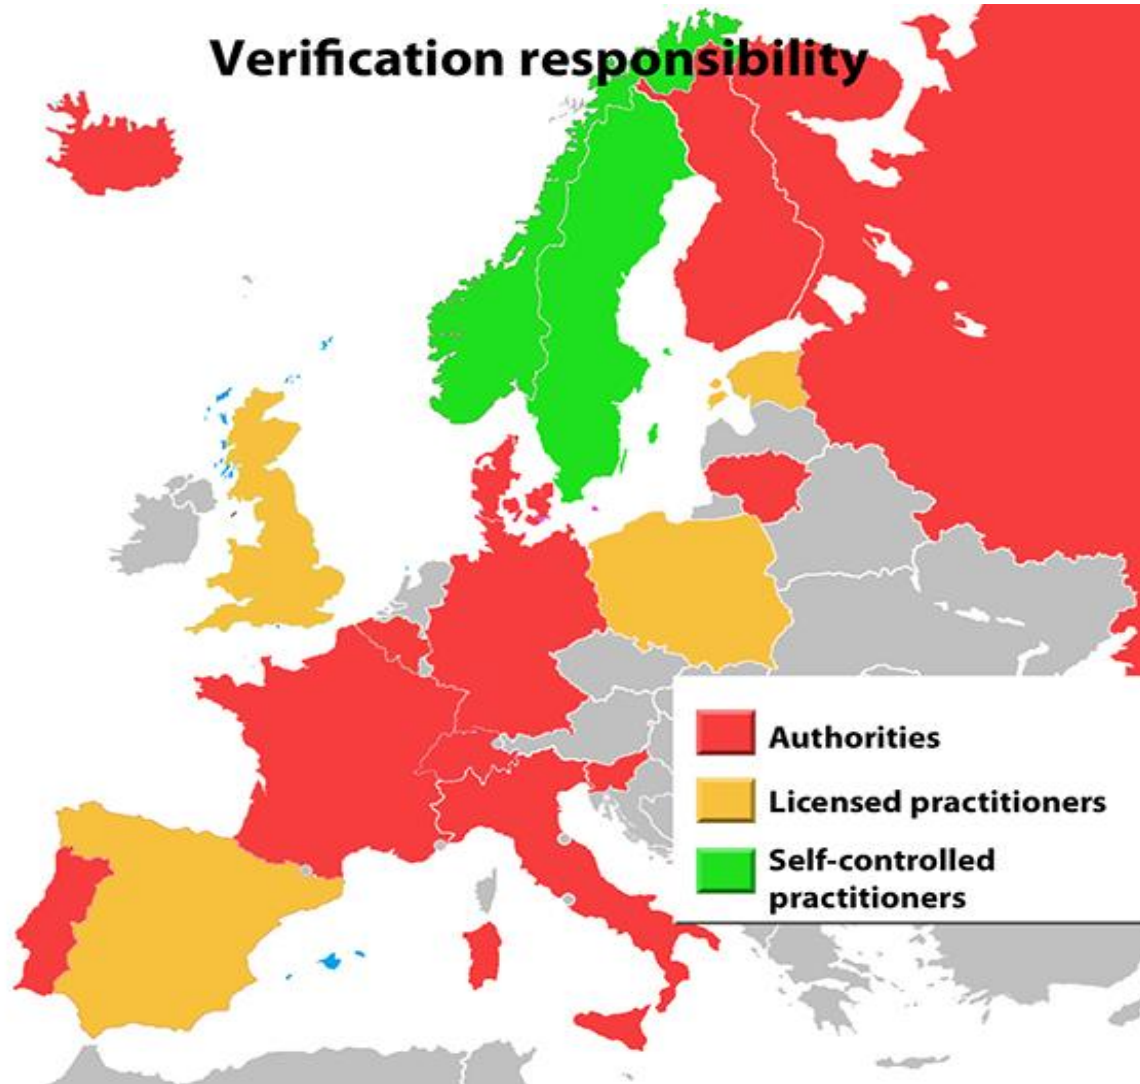 Verification responsibility
Authorities
Licensed practitioners
Self-controlled
practitioners